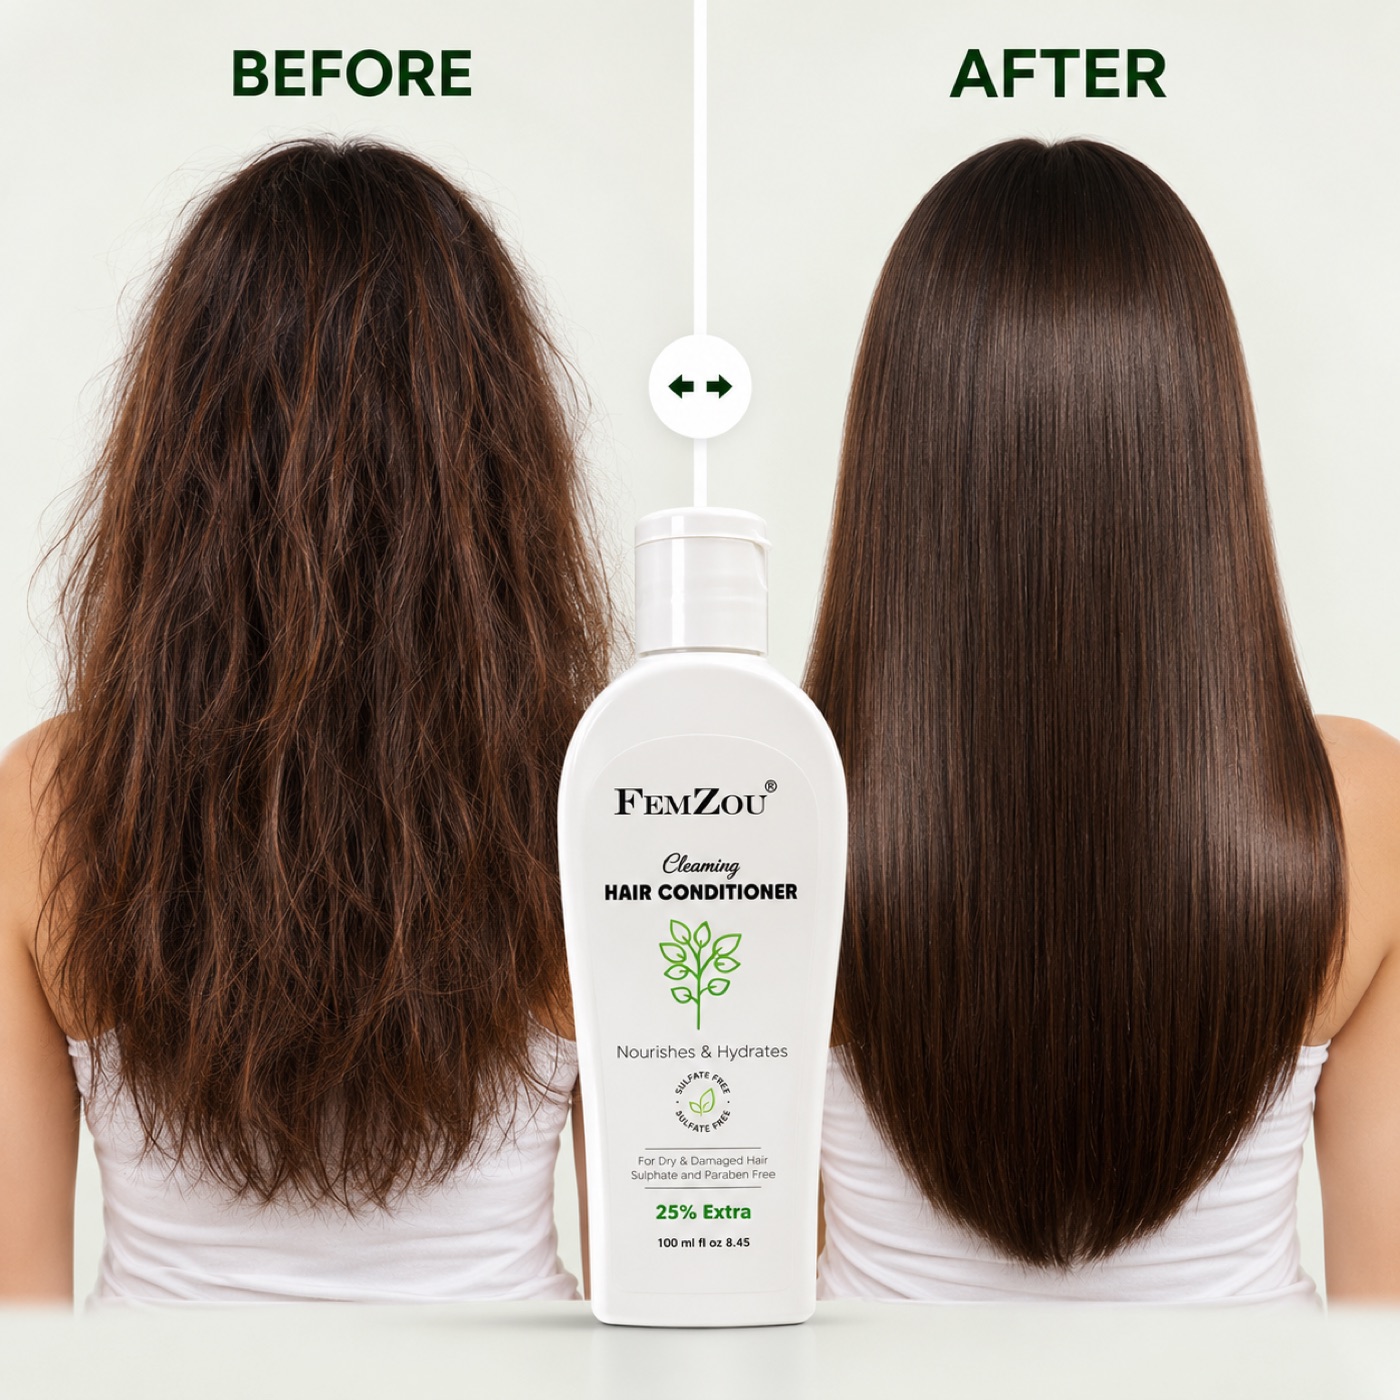 BEFORE
AFTER
FEMZOU®
Cleaming
HAIR CONDITIONER
Nourishes & Hydrates
SULFATE FREE
SULFATE FREE
For Dry & Damaged Hair
Sulphate and Paraben Free
25% Extra
100 ml fl oz 8.45